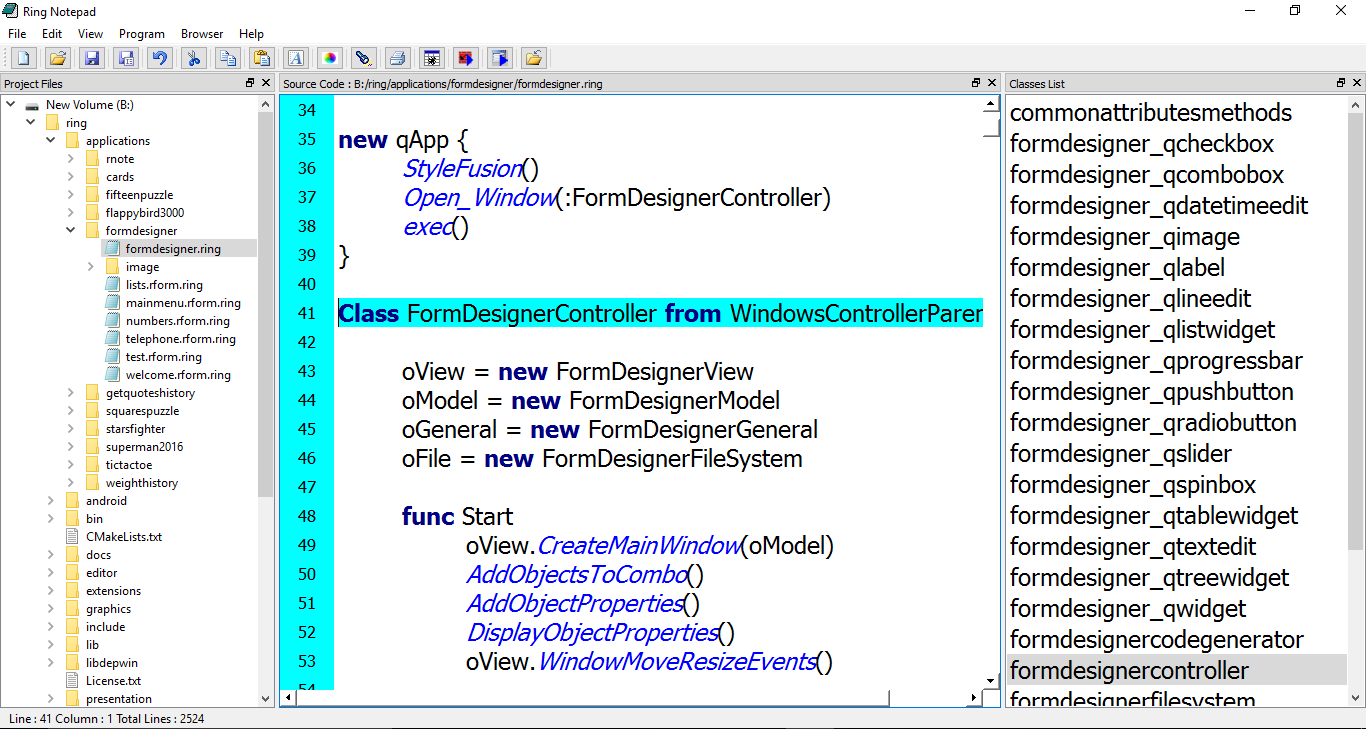 Ring Notepad
File Edit View Program Browser Help
Project Files
New Volume (B:)
ring
applications
rnote
cards
fifteenpuzzle
flappybird3000
formdesigner
formdesigner.ring
image
lists.rform.ring
mainmenu.rform.ring
numbers.rform.ring
telephone.rform.ring
test.rform.ring
welcome.rform.ring
getquoteshistory
squarespuzzle
starsfighter
superman2016
tictactoe
weighthistory
android
bin
CMakeLists.txt
docs
editor
extensions
graphics
include
lib
libdepwin
License.txt
presentation
Source Code : B:/ring/applications/formdesigner/formdesigner.ring
34
35 new qApp {
36 StyleFusion()
37 Open_Window(:FormDesignerController)
38 exec()
39 }
40
41 Class FormDesignerController from WindowsControllerParer
42
43 oView = new FormDesignerView
44 oModel = new FormDesignerModel
45 oGeneral = new FormDesignerGeneral
46 oFile = new FormDesignerFileSystem
47
48 func Start
49 oView.CreateMainWindow(oModel)
50 AddObjectsToCombo()
51 AddObjectProperties()
52 DisplayObjectProperties()
53 oView.WindowMoveResizeEvents()
54
Classes List
commonattributesmethods
formdesigner_qcheckbox
formdesigner_qcombobox
formdesigner_qdatetimeedit
formdesigner_qimage
formdesigner_qlabel
formdesigner_qlineedit
formdesigner_qlistwidget
formdesigner_qprogressbar
formdesigner_qpushbutton
formdesigner_qradiobutton
formdesigner_qslider
formdesigner_qspinbox
formdesigner_qtablewidget
formdesigner_qtextedit
formdesigner_qtreewidget
formdesigner_qwidget
formdesignercodegenerator
formdesignercontroller
formdesignerfilesystem
Line : 41 Column : 1 Total Lines : 2524